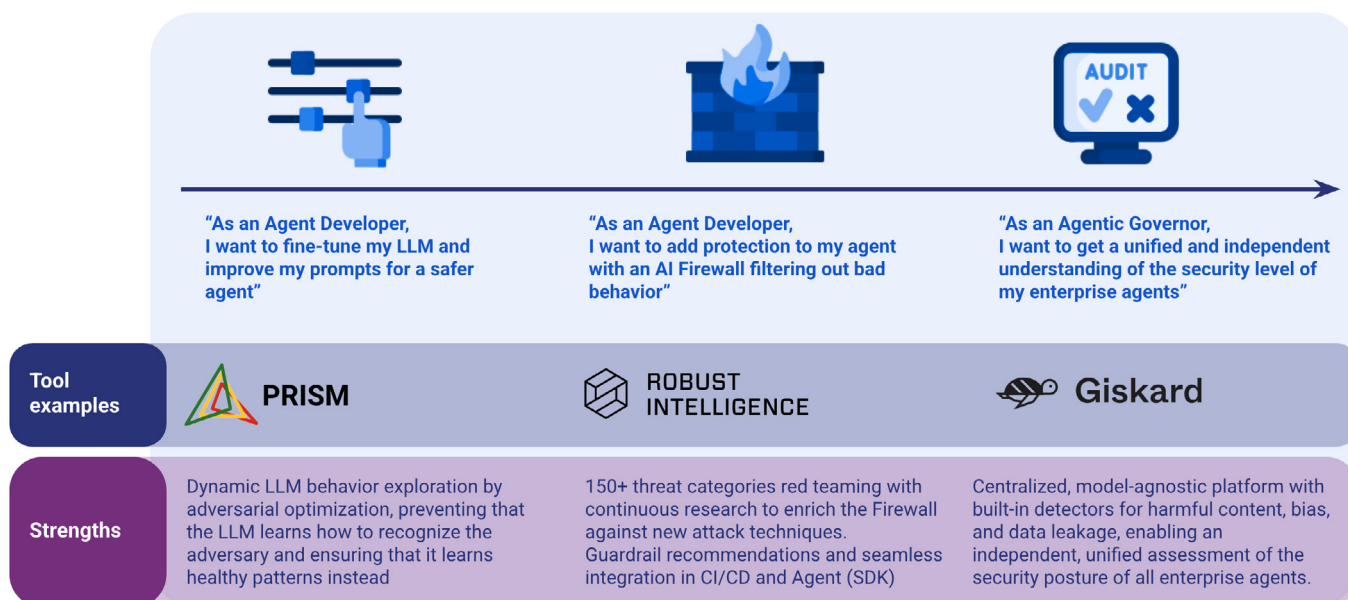 AUDIT
“As an Agent Developer,
I want to fine-tune my LLM and
improve my prompts for a safer
agent”
“As an Agent Developer,
I want to add protection to my agent
with an AI Firewall filtering out bad
behavior”
“As an Agentic Governor,
I want to get a unified and independent
understanding of the security level of
my enterprise agents”
Tool
examples
PRISM
ROBUST
INTELLIGENCE
Giskard
Strengths
Dynamic LLM behavior exploration by
adversarial optimization, preventing that
the LLM learns how to recognize the
adversary and ensuring that it learns
healthy patterns instead
150+ threat categories red teaming with
continuous research to enrich the Firewall
against new attack techniques.
Guardrail recommendations and seamless
integration in CI/CD and Agent (SDK)
Centralized, model-agnostic platform with
built-in detectors for harmful content, bias,
and data leakage, enabling an
independent, unified assessment of the
security posture of all enterprise agents.